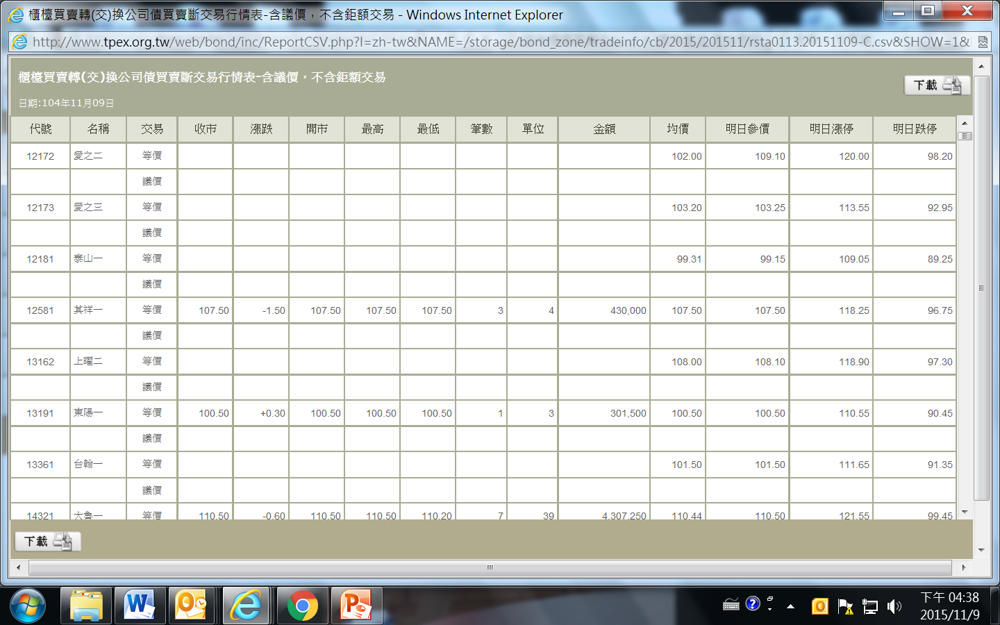 櫃檯買賣轉(交)換公司債買賣斷交易行情表-含議價，不含鉅額交易 - Windows Internet Explorer
http://www.tpex.org.tw/web/bond/inc/ReportCSV.php?l=zh-tw&NAME=/storage/bond_zone/tradeinfo/cb/2015/201511/rsta0113.20151109-C.csv&SHOW=1&
櫃檯買賣轉(交)換公司債買賣斷交易行情表-含議價，不含鉅額交易
下載
日期:104年11月09日
代號 名稱 交易 收市 漲跌 開市 最高 最低 筆數 單位 金額 均價 明日參價 明日漲停 明日跌停
12172 愛之二 等價 102.00 109.10 120.00 98.20
議價
12173 愛之三 等價 103.20 103.25 113.55 92.95
議價
12181 泰山一 等價 99.31 99.15 109.05 89.25
議價
12581 其祥一 等價 107.50 -1.50 107.50 107.50 107.50 3 4 430,000 107.50 107.50 118.25 96.75
議價
13162 上曜二 等價 108.00 108.10 118.90 97.30
議價
13191 東陽一 等價 100.50 +0.30 100.50 100.50 100.50 1 3 301,500 100.50 100.50 110.55 90.45
議價
13361 台翰一 等價 101.50 101.50 111.65 91.35
議價
14321 大魯一 等價 110.50 -0.60 110.50 110.50 110.20 7 39 4,307,250 110.44 110.50 121.55 99.45
下載
下午 04:38
2015/11/9